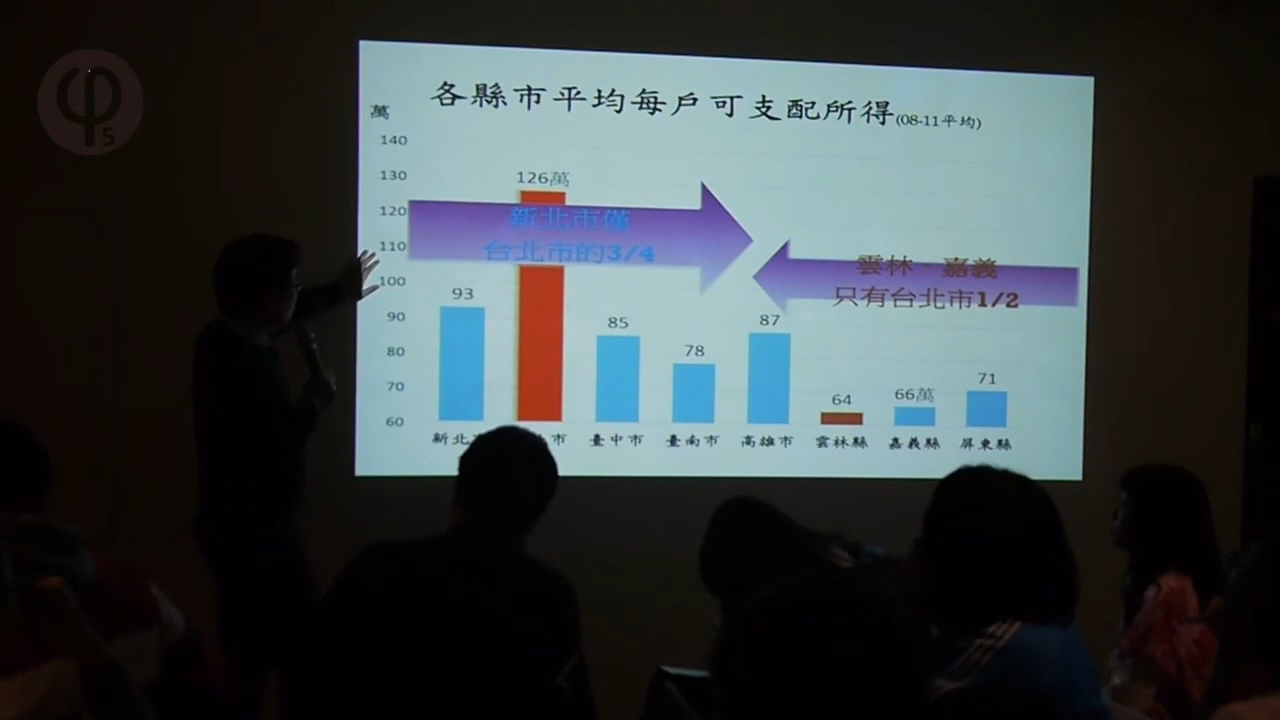 φ5
各縣市平均每戶可支配所得(08-11平均)
萬
140
130
120
110
100
90
80
70
60
126萬
新北市僅
台北市的3/4
雲林、嘉義
只有台北市1/2
93
85
78
87
64
66萬
71
新北
市
臺中市
臺南市
高雄市
雲林縣
嘉義縣
屏東縣